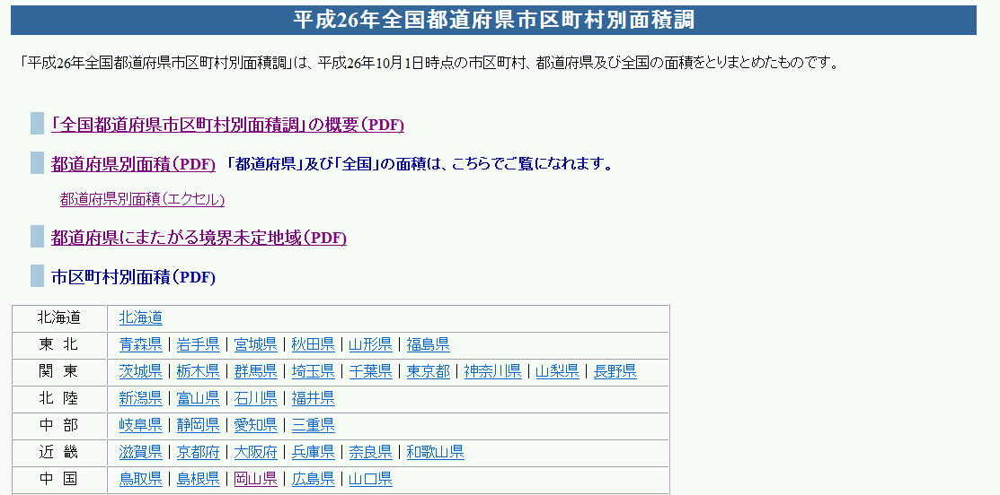 平成26年全国都道府県市区町村別面積調
「平成26年全国都道府県市区町村別面積調」は、平成26年10月1日時点の市区町村、都道府県及び全国の面積をとりまとめたものです。
「全国都道府県市区町村別面積調」の概要(PDF)
都道府県別面積(PDF) 「都道府県」及び「全国」の面積は、こちらでご覧になれます。
都道府県別面積(エクセル)
都道府県にまたがる境界未定地域(PDF)
市区町村別面積(PDF)
北海道 北海道
東 北 青森県 | 岩手県 | 宮城県 | 秋田県 | 山形県 | 福島県
関 東 茨城県 | 栃木県 | 群馬県 | 埼玉県 | 千葉県 | 東京都 | 神奈川県 | 山梨県 | 長野県
北 陸 新潟県 | 富山県 | 石川県 | 福井県
中 部 岐阜県 | 静岡県 | 愛知県 | 三重県
近 畿 滋賀県 | 京都府 | 大阪府 | 兵庫県 | 奈良県 | 和歌山県
中 国 鳥取県 | 島根県 | 岡山県 | 広島県 | 山口県